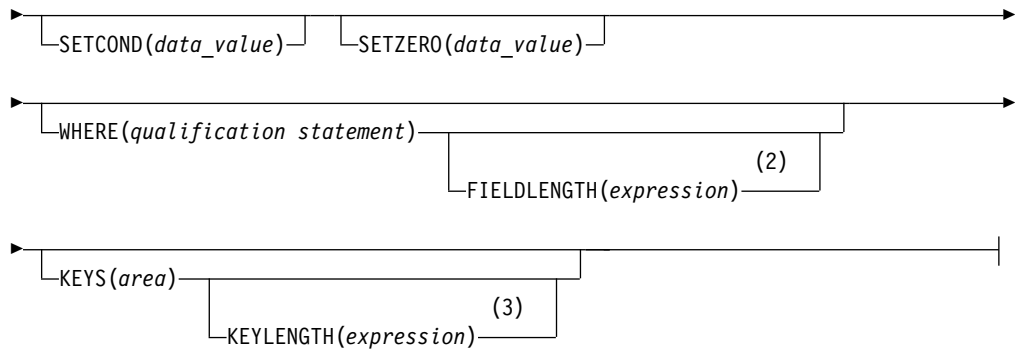 SETCOND(data_value) SETZERO(data_value)
WHERE(qualification statement)
(2)
FIELDLENGTH(expression)
KEYS(area)
(3)
KEYLENGTH(expression)